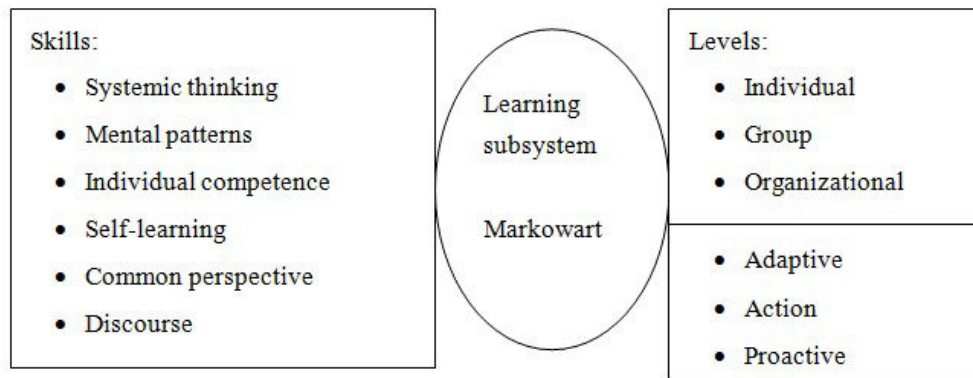 Skills:
• Systemic thinking
• Mental patterns
• Individual competence
• Self-learning
• Common perspective
• Discourse
Learning
subsystem
Markowart
Levels:
• Individual
• Group
• Organizational
• Adaptive
• Action
• Proactive